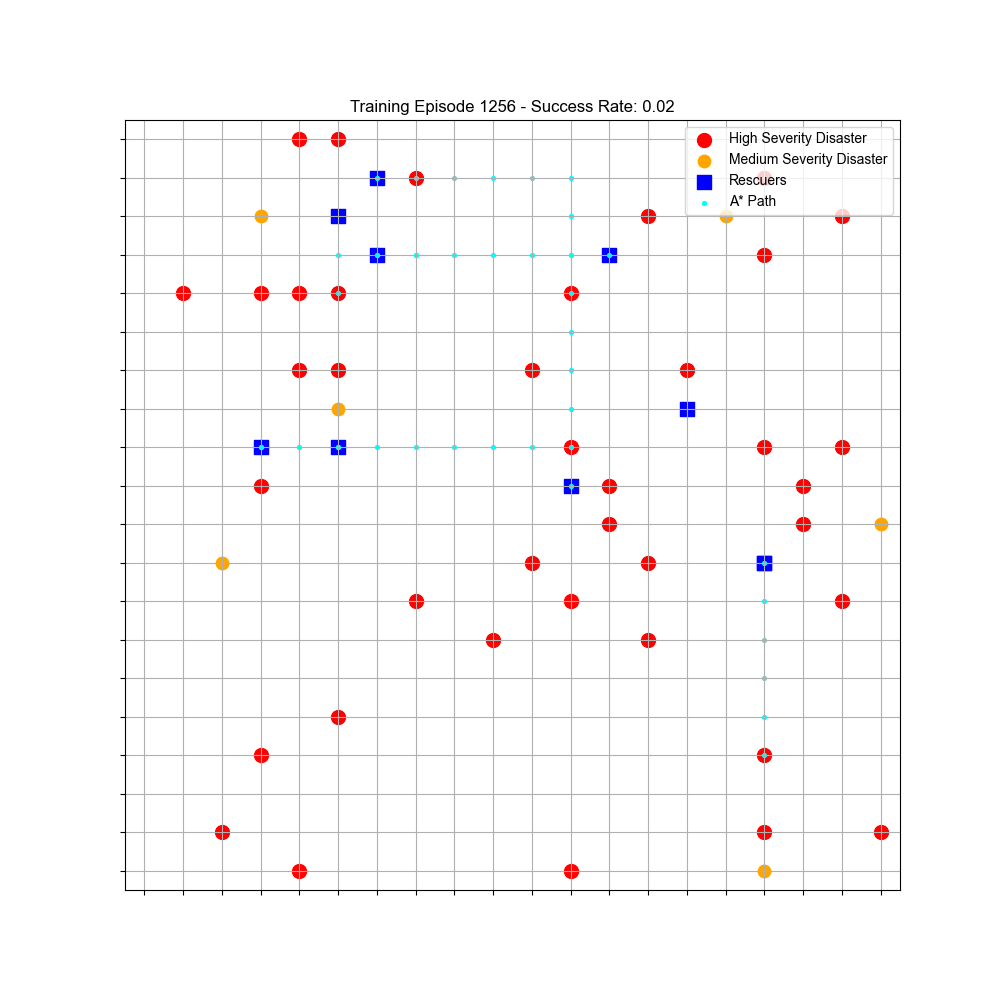 Training Episode 1256 - Success Rate: 0.02
High Severity Disaster
Medium Severity Disaster
Rescuers
A* Path